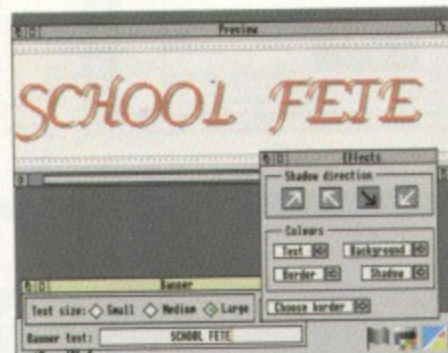 Preview
SCHOOL FETE
Effects
Shadow direction
Colours
Text
Background
Border
Shadow
Choose border
Banner
Text size: Small Medium Large
Banner text: SCHOOL FETE